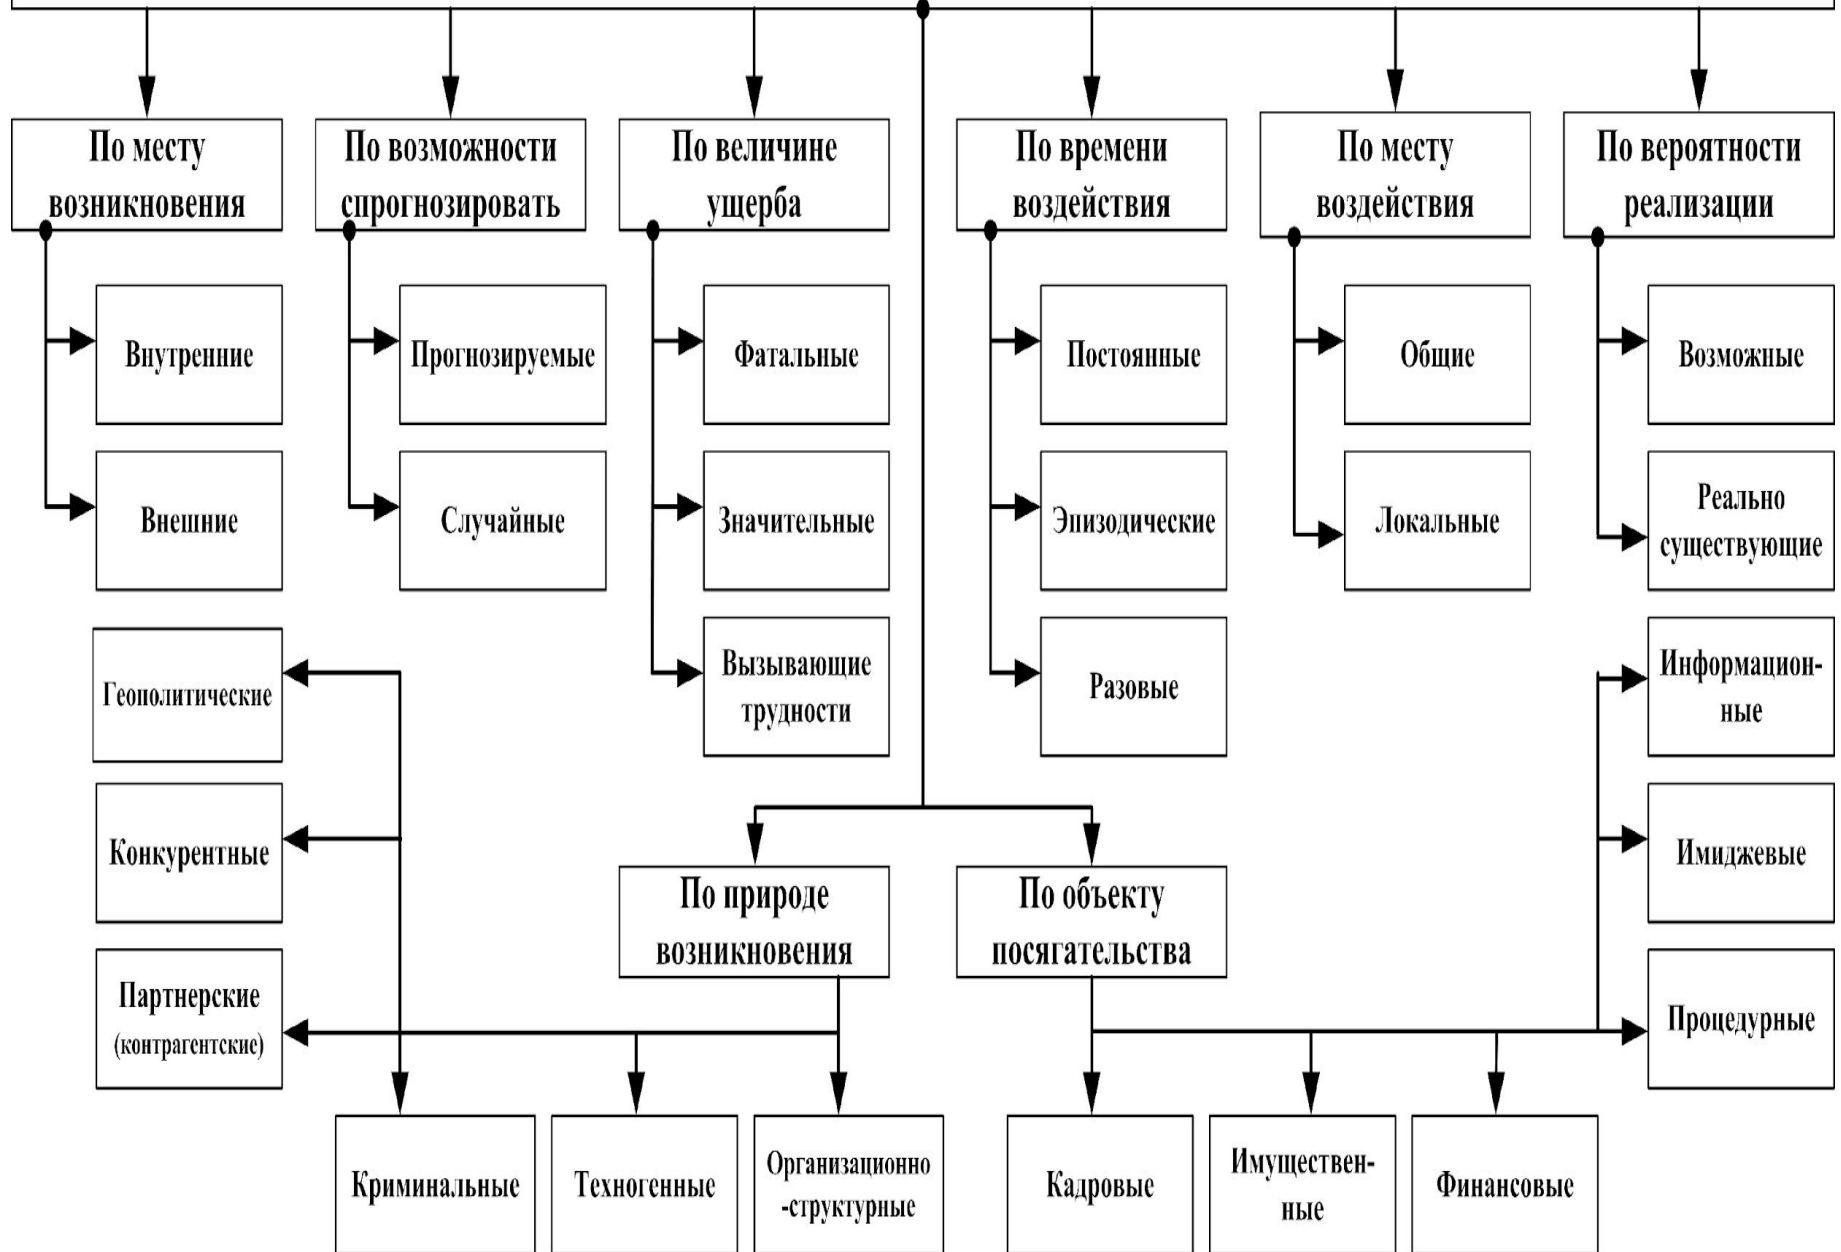 По месту
возникновения
По возможности
спрогнозировать
По величине
ущерба
По времени
воздействия
По месту
воздействия
По вероятности
реализации
Внутренние
Прогнозируемые
Фатальные
Постоянные
Общие
Возможные
Внешние
Случайные
Значительные
Эпизодические
Локальные
Реально
существующие
Геополитические
Вызывающие
трудности
Разовые
Информацион-
ные
Конкурентные
Имиджевые
По природе
возникновения
По объекту
посягательства
Партнерские
(контрагентские)
Процедурные
Криминальные
Техногенные
Организационно
-структурные
Кадровые
Имуществен-
ные
Финансовые